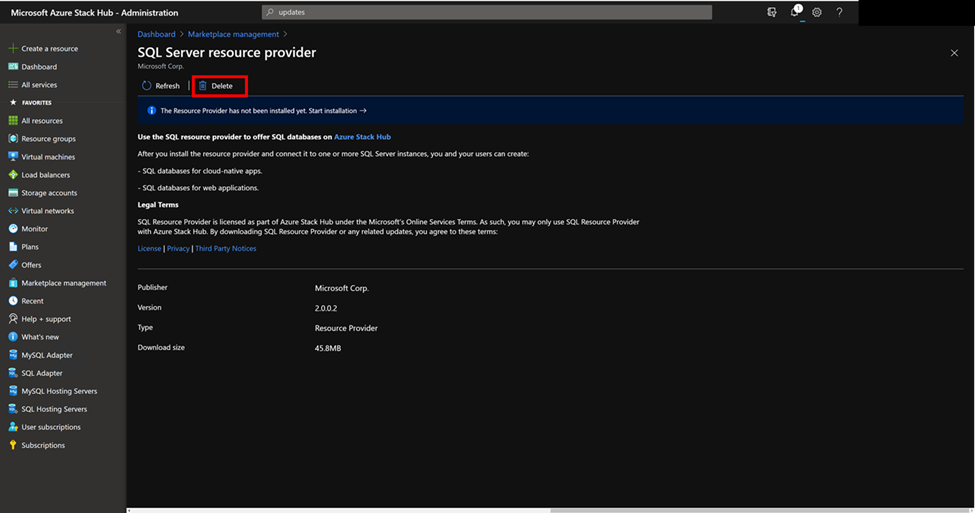 Microsoft Azure Stack Hub - Administration
updates
1
?
«
Create a resource
Dashboard
All services
FAVORITES
All resources
Resource groups
Virtual machines
Load balancers
Storage accounts
Virtual networks
Monitor
Plans
Offers
Marketplace management
Recent
Help + support
What's new
MySQL Adapter
SQL Adapter
MySQL Hosting Servers
SQL Hosting Servers
User subscriptions
Subscriptions
Dashboard > Marketplace management >
SQL Server resource provider
Microsoft Corp.
Refresh | Delete
The Resource Provider has not been installed yet. Start installation →
Use the SQL resource provider to offer SQL databases on Azure Stack Hub
After you install the resource provider and connect it to one or more SQL Server instances, you and your users can create:
- SQL databases for cloud-native apps.
- SQL databases for web applications.
Legal Terms
SQL Resource Provider is licensed as part of Azure Stack Hub under the Microsoft's Online Services Terms. As such, you may only use SQL Resource Provider
with Azure Stack Hub. By downloading SQL Resource Provider or any related updates, you agree to these terms:
License | Privacy | Third Party Notices
Publisher Microsoft Corp.
Version 2.0.0.2
Type Resource Provider
Download size 45.8MB